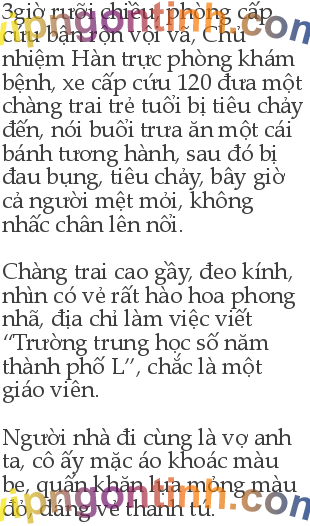 3giờ rưỡi chiều, phòng cấp
cứu bận rộn vội vã, Chủ
nhiệm Hàn trực phòng khám
bệnh, xe cấp cứu 120 đưa một
chàng trai trẻ tuổi bị tiêu chảy
đến, nói buổi trưa ăn một cái
bánh tương hành, sau đó bị
đau bụng, tiêu chảy, bây giờ
cả người mệt mỏi, không
nhấc chân lên nổi.
Chàng trai cao gầy, đeo kính,
nhìn có vẻ rất hào hoa phong
nhã, địa chỉ làm việc viết
“Trường trung học số năm
thành phố L”, chắc là một
giáo viên.
Người nhà đi cùng là vợ anh
ta, cô ấy mặc áo khoác màu
be, quấn khăn lụa mỏng màu
đỏ, dáng vẻ thanh tú.
vipngontinh.com
vipngontinh.com